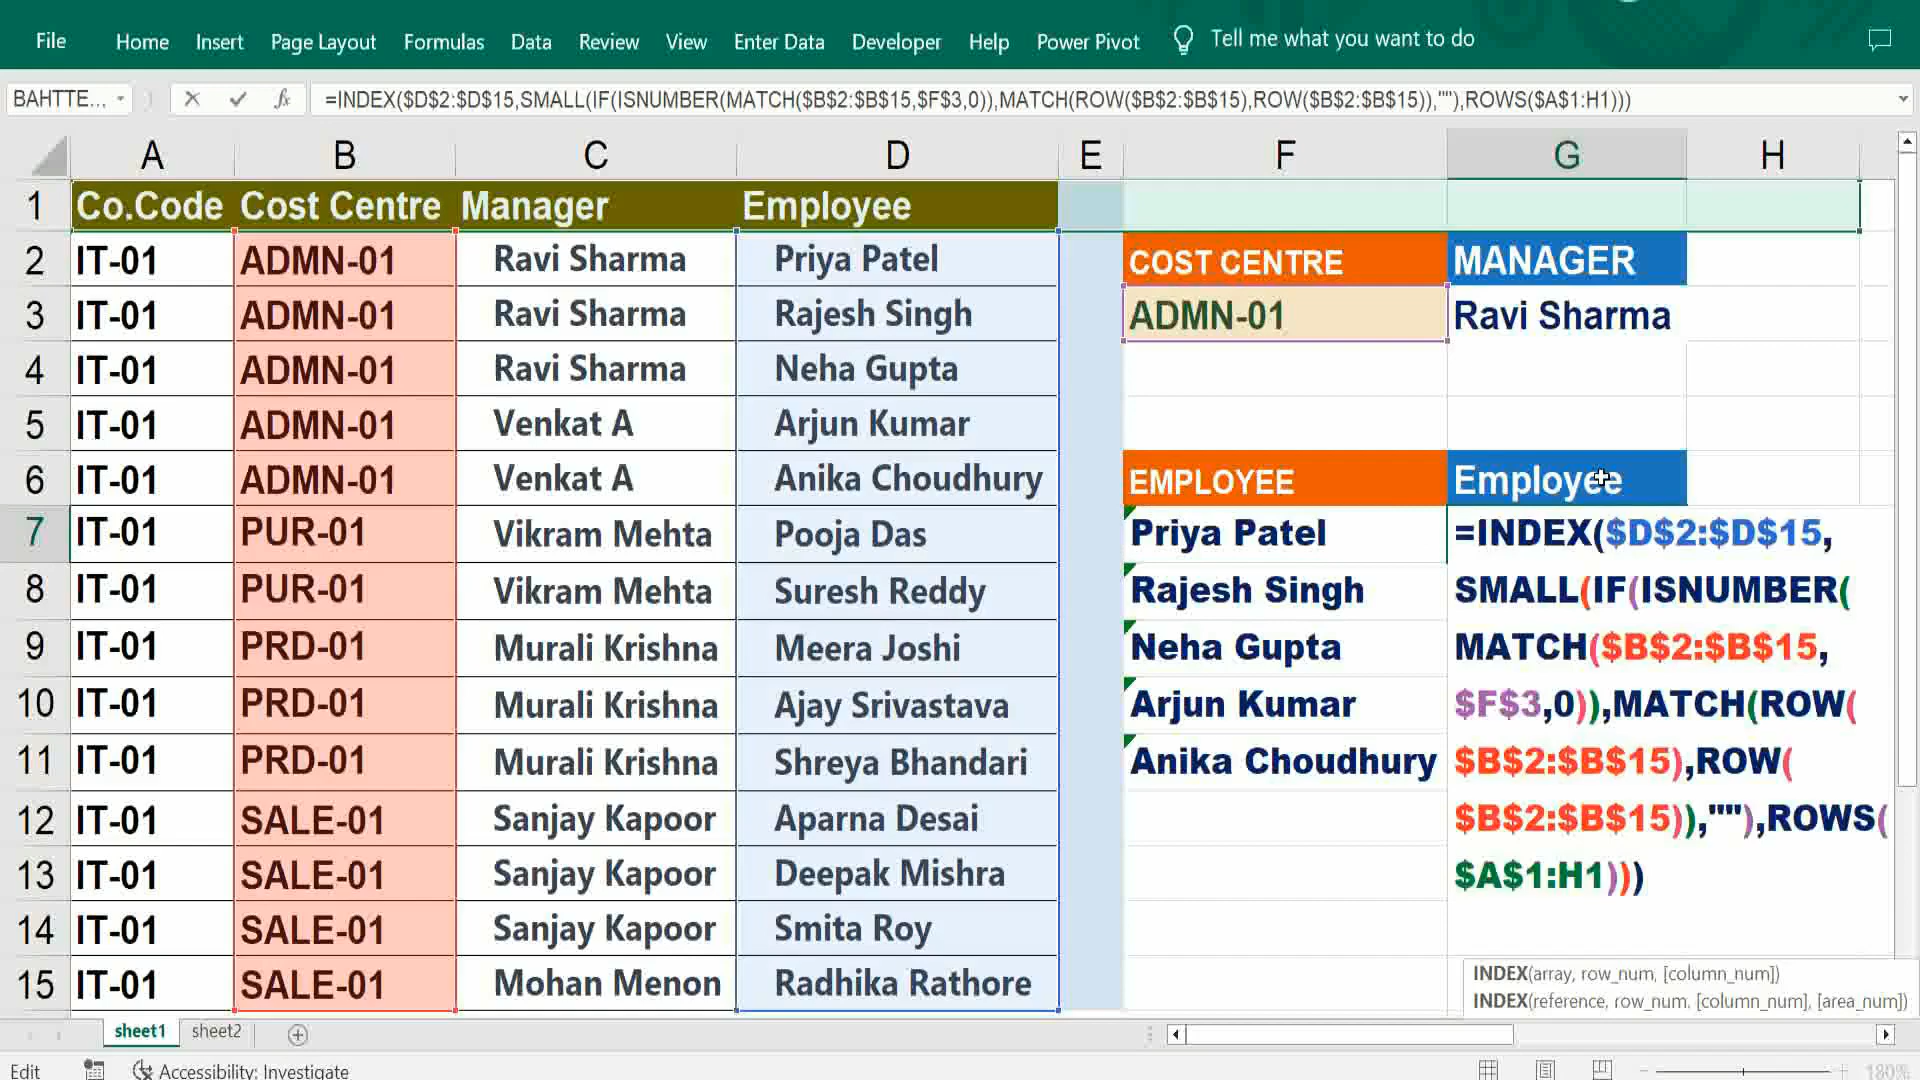 File Home Insert Page Layout Formulas Data Review View Enter Data Developer Help Power Pivot Tell me what you want to do
BAHTTE... fx =INDEX($D$2:$D$15,SMALL(IF(ISNUMBER(MATCH($B$2:$B$15,$F$3,0)),MATCH(ROW($B$2:$B$15),ROW($B$2:$B$15)),""),ROWS($A$1:H1)))
A B C D E F G H
1 Co.Code Cost Centre Manager Employee
2 IT-01 ADMN-01 Ravi Sharma Priya Patel COST CENTRE MANAGER
3 IT-01 ADMN-01 Ravi Sharma Rajesh Singh ADMN-01 Ravi Sharma
4 IT-01 ADMN-01 Ravi Sharma Neha Gupta
5 IT-01 ADMN-01 Venkat A Arjun Kumar
6 IT-01 ADMN-01 Venkat A Anika Choudhury EMPLOYEE Employee
7 IT-01 PUR-01 Vikram Mehta Pooja Das Priya Patel =INDEX($D$2:$D$15,
8 IT-01 PUR-01 Vikram Mehta Suresh Reddy Rajesh Singh SMALL(IF(ISNUMBER(
9 IT-01 PRD-01 Murali Krishna Meera Joshi Neha Gupta MATCH($B$2:$B$15,
10 IT-01 PRD-01 Murali Krishna Ajay Srivastava Arjun Kumar $F$3,0)),MATCH(ROW(
11 IT-01 PRD-01 Murali Krishna Shreya Bhandari Anika Choudhury $B$2:$B$15),ROW(
12 IT-01 SALE-01 Sanjay Kapoor Aparna Desai $B$2:$B$15)),""),ROWS(
13 IT-01 SALE-01 Sanjay Kapoor Deepak Mishra $A$1:H1)))
14 IT-01 SALE-01 Sanjay Kapoor Smita Roy
15 IT-01 SALE-01 Mohan Menon Radhika Rathore
INDEX(array, row_num, [column_num])
INDEX(reference, row_num. [column_num], [area_num])
sheet1 sheet2
Edit Accessibility: Investigate 180%